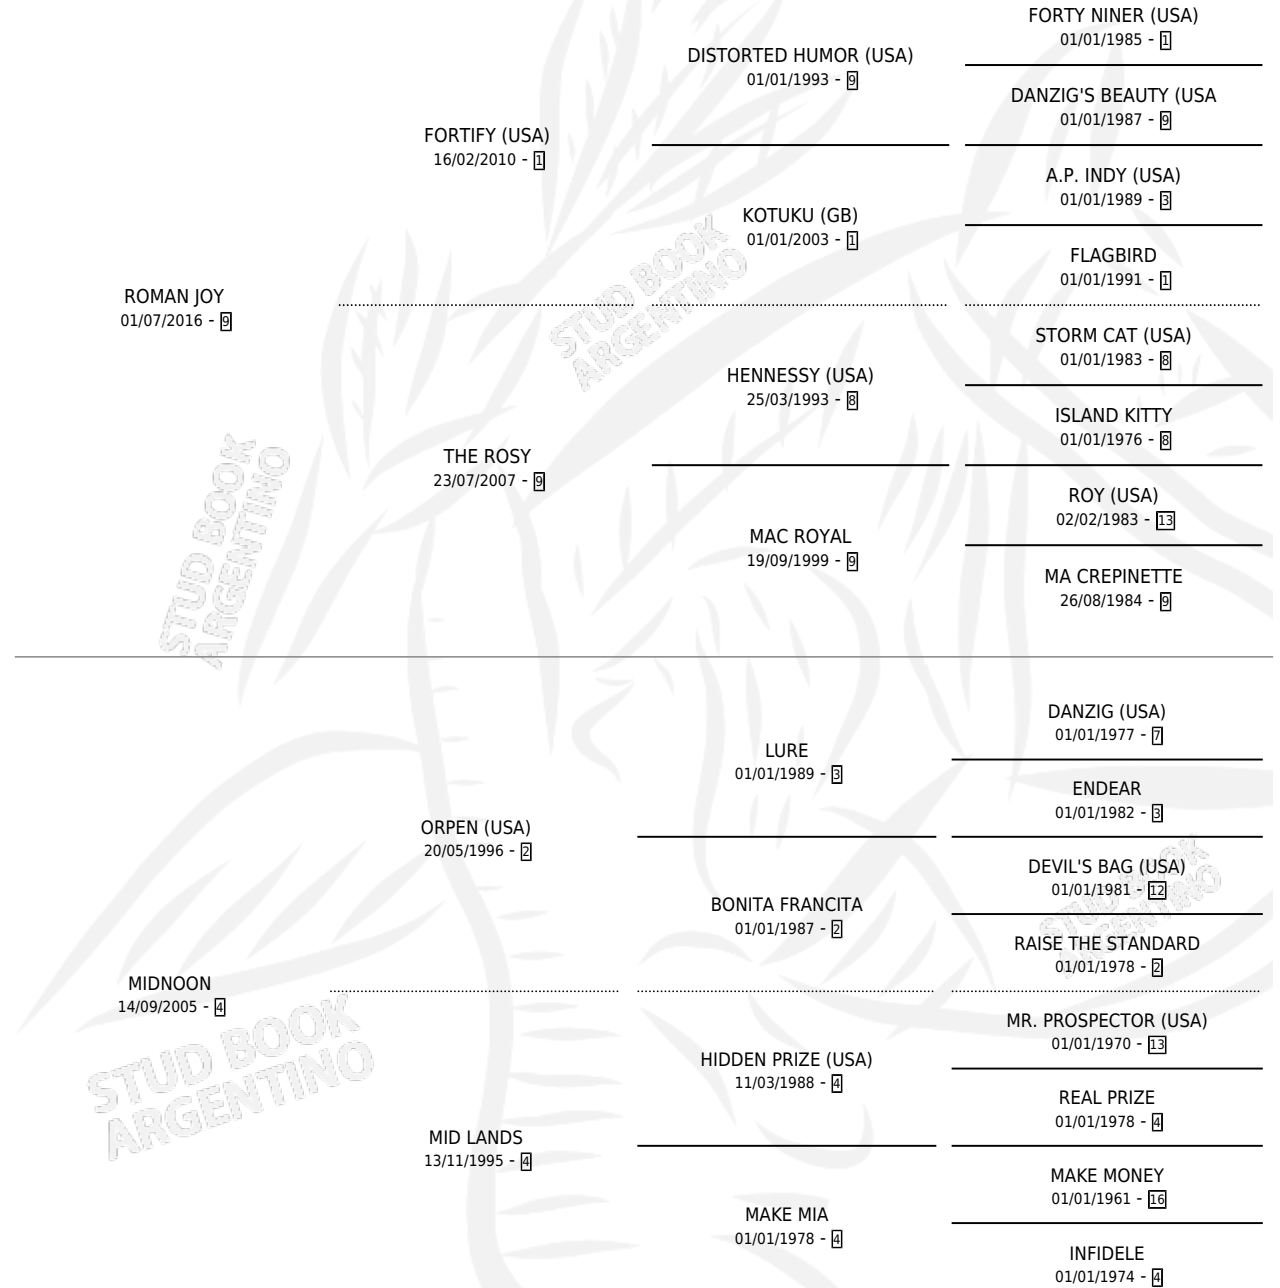 FORTY NINER (USA)
01/01/1985 - 1
DISTORTED HUMOR (USA)
01/01/1993 - 9
DANZIG'S BEAUTY (USA
01/01/1987 - 9
FORTIFY (USA)
16/02/2010 - 1
A.P. INDY (USA)
01/01/1989 - 3
KOTUKU (GB)
01/01/2003 - 1
FLAGBIRD
01/01/1991 - 1
ROMAN JOY
01/07/2016 - 9
STUD BOOK
ARGENTINO
STORM CAT (USA)
01/01/1983 - 8
HENNESSY (USA)
25/03/1993 - 8
ISLAND KITTY
01/01/1976 - 8
THE ROSY
23/07/2007 - 9
ROY (USA)
02/02/1983 - 13
MAC ROYAL
19/09/1999 - 9
MA CREPINETTE
26/08/1984 - 9
STUD BOOK
ARGENTINO
DANZIG (USA)
01/01/1977 - 7
LURE
01/01/1989 - 3
ENDEAR
01/01/1982 - 3
ORPEN (USA)
20/05/1996 - 2
DEVIL'S BAG (USA)
01/01/1981 - 12
BONITA FRANCITA
01/01/1987 - 2
RAISE THE STANDARD
01/01/1978 - 2
STUD BOOK
ARGENTINO
MIDNOON
14/09/2005 - 4
MR. PROSPECTOR (USA)
01/01/1970 - 13
HIDDEN PRIZE (USA)
11/03/1988 - 4
REAL PRIZE
01/01/1978 - 4
STUD BOOK
ARGENTINO
MID LANDS
13/11/1995 - 4
MAKE MONEY
01/01/1961 - 16
MAKE MIA
01/01/1978 - 4
INFIDELE
01/01/1974 - 4